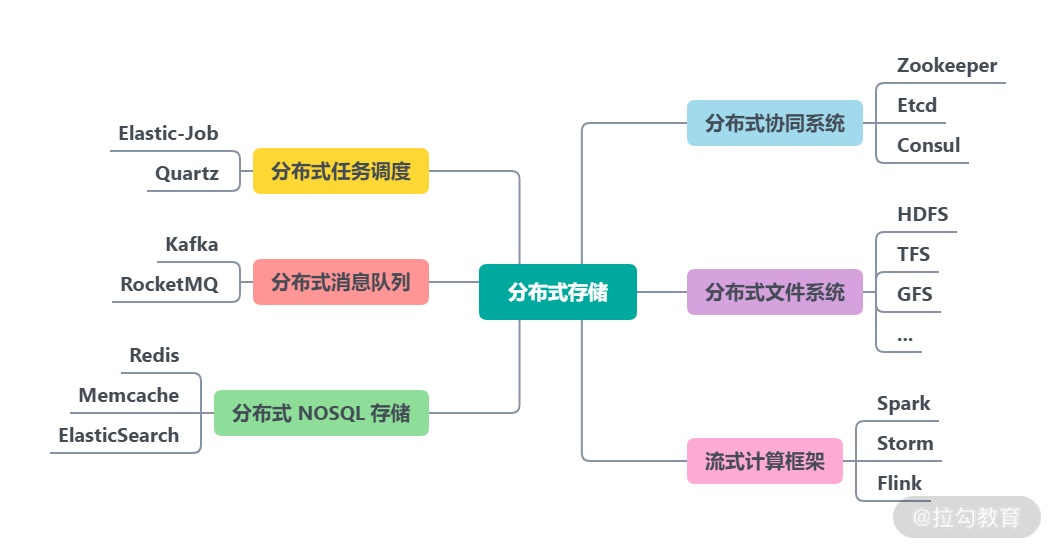 分布式存储
分布式任务调度
Elastic-Job
Quartz
分布式消息队列
Kafka
RocketMQ
分布式 NOSQL 存储
Redis
Memcache
ElasticSearch
分布式协同系统
Zookeeper
Etcd
Consul
分布式文件系统
HDFS
TFS
GFS
...
流式计算框架
Spark
Storm
Flink
@拉勾教育